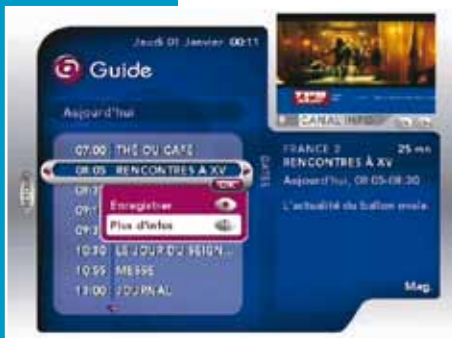 Jeudi 01 Janvier 00:11
Guide
Aujourd'hui
07:00 THÉ OU CAFÉ
08:05 RENCONTRES À XV
Enregistrer
Plus d'infos
10:30 LE JOUR DU SEIGN...
10:55 MESSE
13:00 JOURNAL
DATES
CANAL INFO
FRANCE 2 25 mn
RENCONTRES À XV
Aujourd'hui, 08:05-08:30
L'actualité du ballon ovale.
Mag.